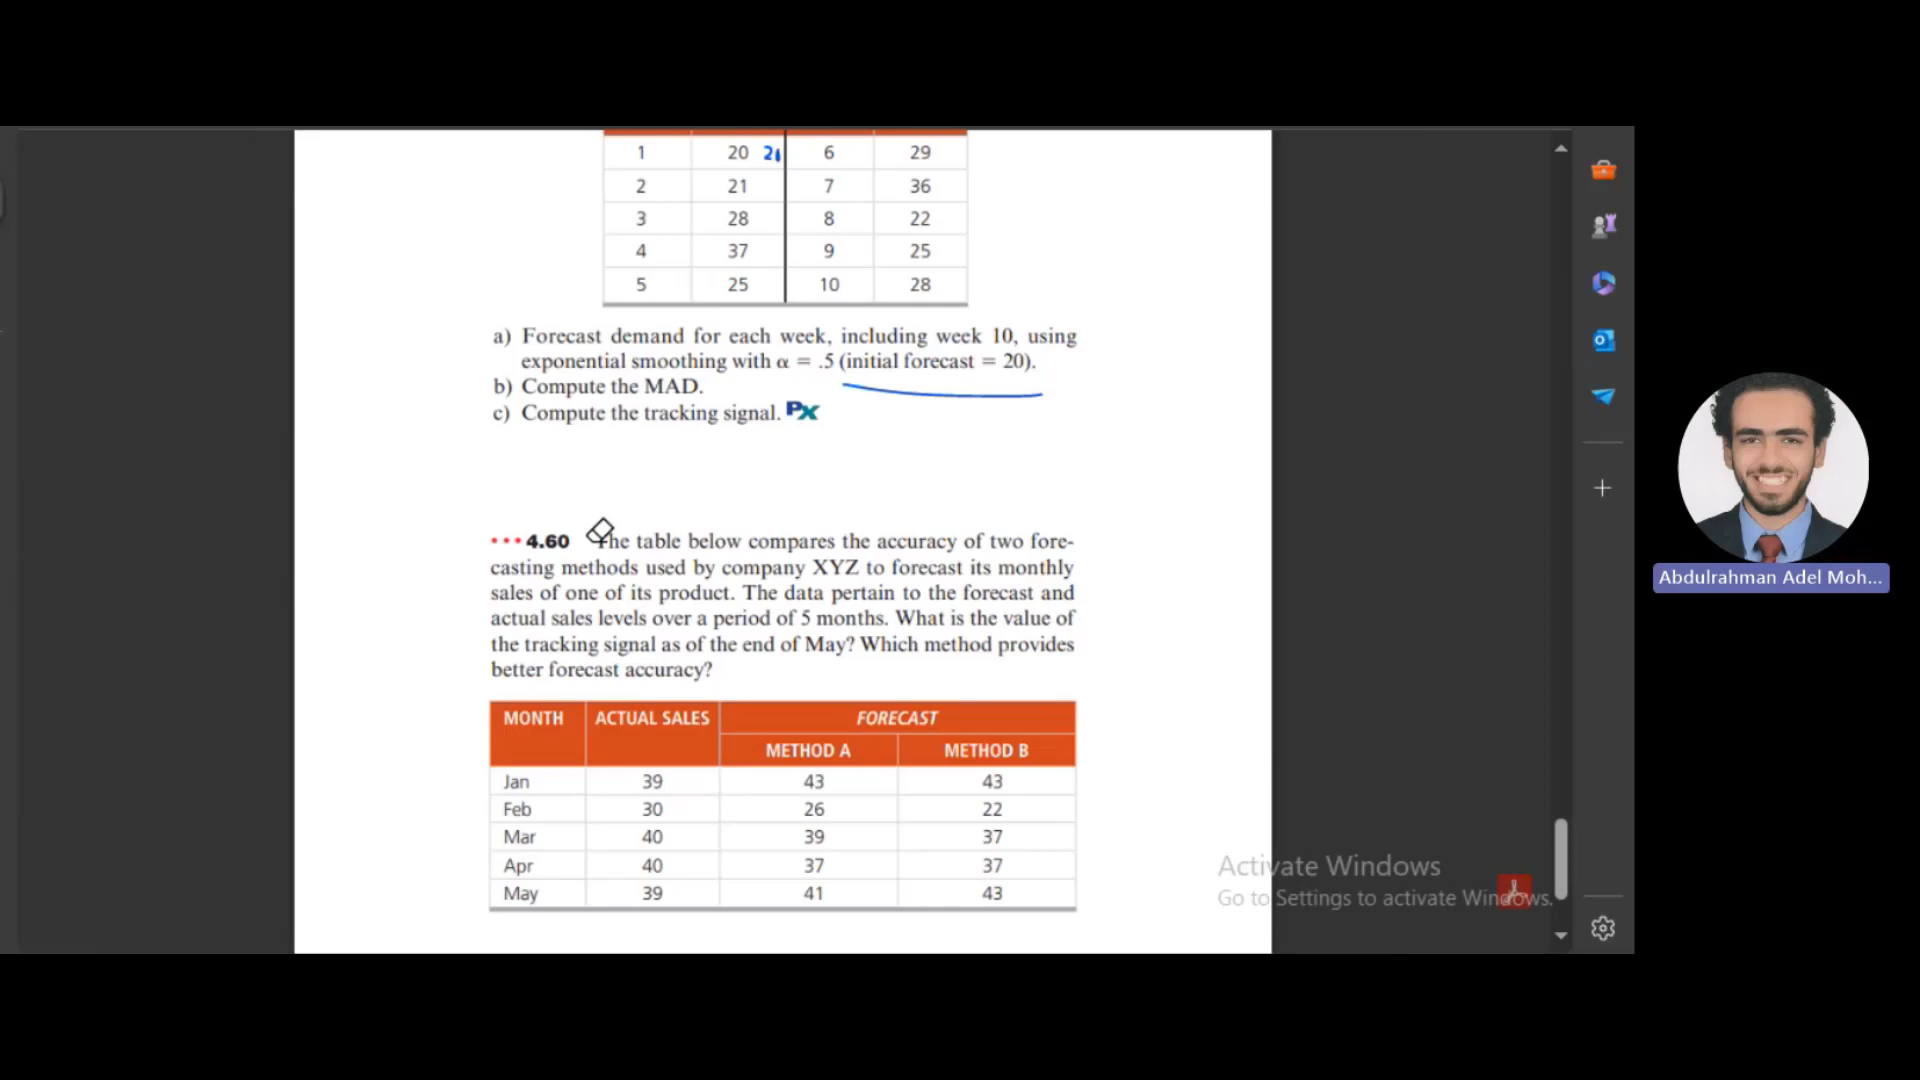 1 20 21 6 29
2 21 7 36
3 28 8 22
4 37 9 25
5 25 10 28
a) Forecast demand for each week, including week 10, using
exponential smoothing with α = .5 (initial forecast = 20).
b) Compute the MAD.
c) Compute the tracking signal. PX
••• 4.60 The table below compares the accuracy of two fore-
casting methods used by company XYZ to forecast its monthly
sales of one of its product. The data pertain to the forecast and
actual sales levels over a period of 5 months. What is the value of
the tracking signal as of the end of May? Which method provides
better forecast accuracy?
MONTH ACTUAL SALES FORECAST
METHOD A METHOD B
Jan 39 43 43
Feb 30 26 22
Mar 40 39 37
Apr 40 37 37
May 39 41 43
Activate Windows
Go to Settings to activate Windows.
Abdulrahman Adel Moh...